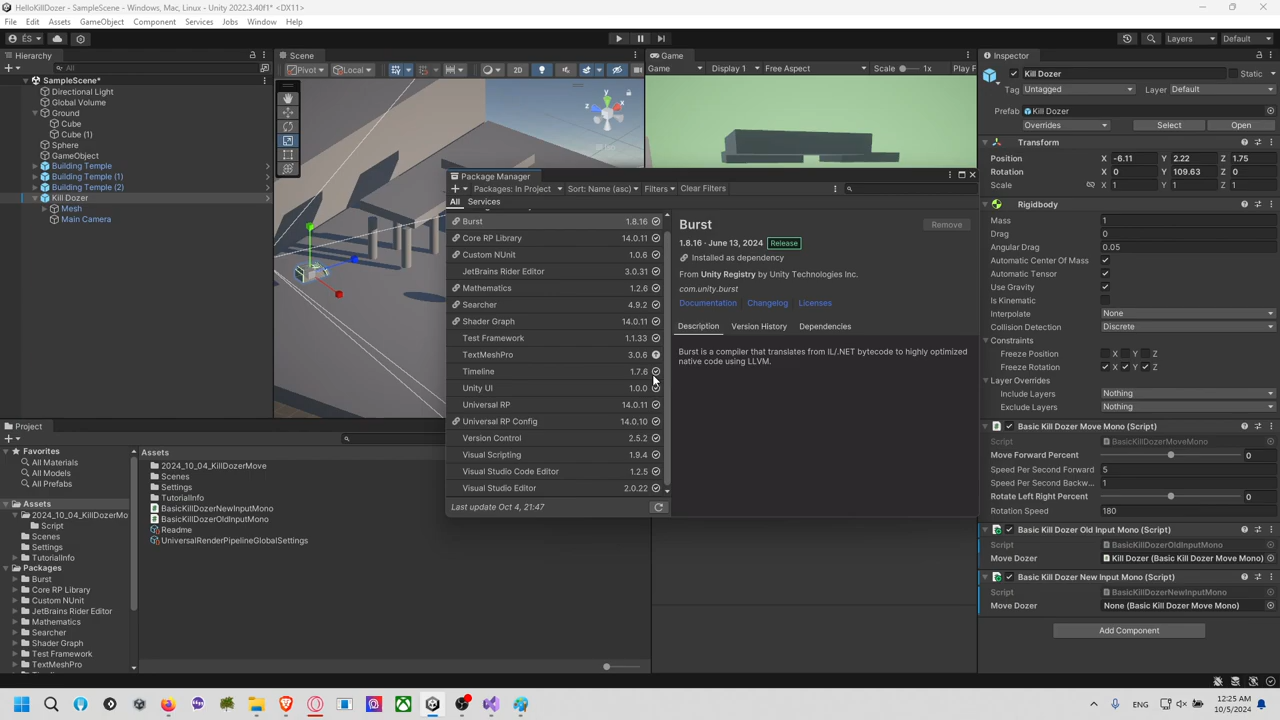 HelloKillDozer - SampleScene - Windows, Mac, Linux - Unity 2022.3.40f1* <DX11>
File Edit Assets GameObject Component Services Jobs Window Help
ÉS Layers Default
Hierarchy
All
SampleScene*
Directional Light
Global Volume
Ground
Cube
Cube (1)
Sphere
GameObject
Building Temple
Building Temple (1)
Building Temple (2)
Kill Dozer
Mesh
Main Camera
Scene
Pivot Local 2D
Game
Game Display 1 Free Aspect Scale 1x Play F
Package Manager
Packages: In Project Sort: Name (asc) Filters Clear Filters
All Services
Burst 1.8.16
Core RP Library 14.0.11
Custom NUnit 1.0.6
JetBrains Rider Editor 3.0.31
Mathematics 1.2.6
Searcher 4.9.2
Shader Graph 14.0.11
Test Framework 1.1.33
TextMeshPro 3.0.6
Timeline 1.7.6
Unity UI 1.0.0
Universal RP 14.0.11
Universal RP Config 14.0.10
Version Control 2.5.2
Visual Scripting 1.9.4
Visual Studio Code Editor 1.2.5
Visual Studio Editor 2.0.22
Last update Oct 4, 21:47
Burst Remove
1.8.16 · June 13, 2024 Release
Installed as dependency
From Unity Registry by Unity Technologies Inc.
com.unity.burst
Documentation Changelog Licenses
Description Version History Dependencies
Burst is a compiler that translates from IL/.NET bytecode to highly optimized
native code using LLVM.
Inspector
Kill Dozer Static
Tag Untagged Layer Default
Prefab Kill Dozer
Overrides Select Open
Transform
Position X -6.11 Y 2.22 Z 1.75
Rotation X 0 Y 109.63 Z 0
Scale X 1 Y 1 Z 1
Rigidbody
Mass 1
Drag 0
Angular Drag 0.05
Automatic Center Of Mass
Automatic Tensor
Use Gravity
Is Kinematic
Interpolate None
Collision Detection Discrete
Constraints
Freeze Position X Y Z
Freeze Rotation X Y Z
Layer Overrides
Include Layers Nothing
Exclude Layers Nothing
Basic Kill Dozer Move Mono (Script)
Script BasicKillDozerMoveMono
Move Forward Percent 0
Speed Per Second Forward 5
Speed Per Second Backw 1
Rotate Left Right Percent 0
Rotation Speed 180
Basic Kill Dozer Old Input Mono (Script)
Script BasicKillDozerOldInputMono
Move Dozer Kill Dozer (Basic Kill Dozer Move Mono)
Basic Kill Dozer New Input Mono (Script)
Script BasicKillDozerNewInputMono
Move Dozer None (Basic Kill Dozer Move Mono)
Add Component
Project
Favorites
All Materials
All Models
All Prefabs
Assets
2024_10_04_KillDozerMo
Script
Scenes
Settings
TutorialInfo
Packages
Burst
Core RP Library
Custom NUnit
JetBrains Rider Editor
Mathematics
Searcher
Shader Graph
Test Framework
TextMeshPro
Assets
2024_10_04_KillDozerMove
Scenes
Settings
TutorialInfo
BasicKillDozerNewInputMono
BasicKillDozerOldInputMono
Readme
UniversalRenderPipelineGlobalSettings
ENG 12:25 AM
10/5/2024